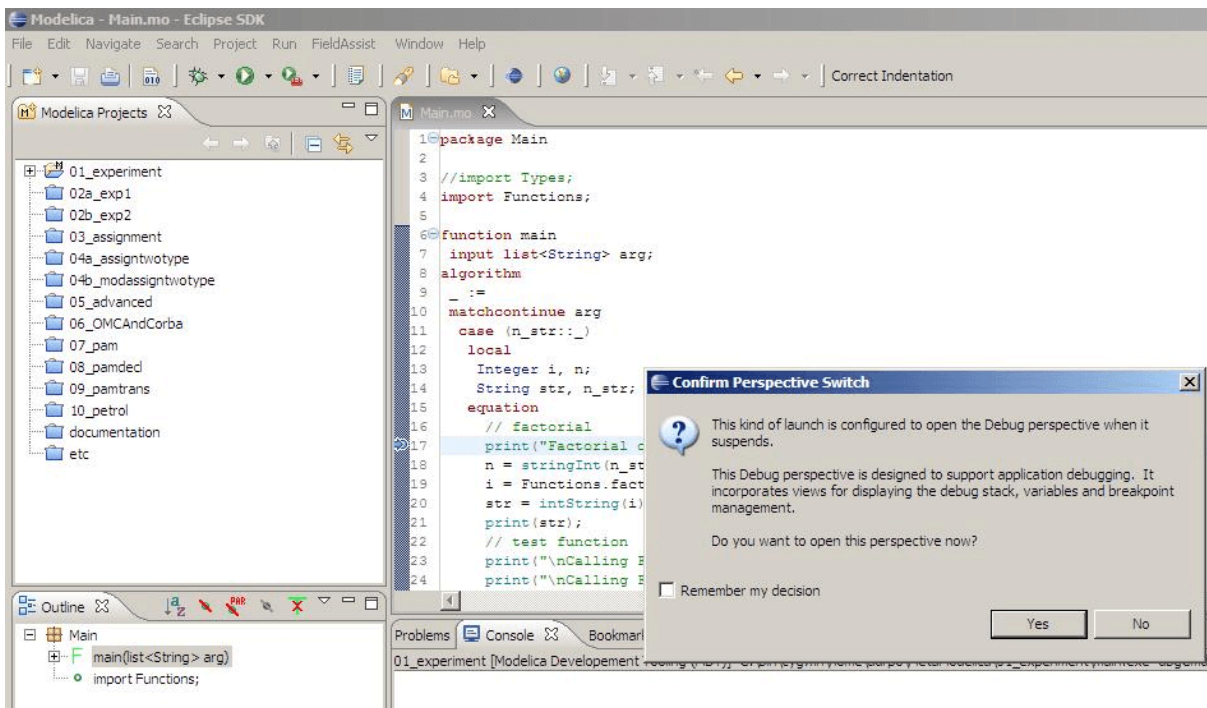 Modelica - Main.mo - Eclipse SDK
File Edit Navigate Search Project Run FieldAssist Window Help
010
Correct Indentation
Modelica Projects
01_experiment
02a_exp1
02b_exp2
03_assignment
04a_assigntwotype
04b_modassigntwotype
05_advanced
06_OMCAndCorba
07_pam
08_pamdecl
09_pamtrans
10_petrol
documentation
etc
Main.mo
1 package Main
2
3 //import Types;
4 import Functions;
5
6 function main
7 input list<String> arg;
8 algorithm
9 _ :=
10 matchcontinue arg
11 case (n_str::_)
12 local
13 Integer i, n;
14 String str, n_str;
15 equation
16 // factorial
17 print("Factorial
18 n = stringInt(n_st
19 i = Functions.fact
20 str = intString(i)
21 print(str);
22 // test function
23 print("\nCalling
24 print("\nCalling
Confirm Perspective Switch
This kind of launch is configured to open the Debug perspective when it
suspends.
This Debug perspective is designed to support application debugging. It
incorporates views for displaying the debug stack, variables and breakpoint
management.
Do you want to open this perspective now?
Remember my decision
Yes No
Outline
PAR
Main
main(list<String> arg)
import Functions;
Problems Console Bookmar
01_experiment [Modelica Developement